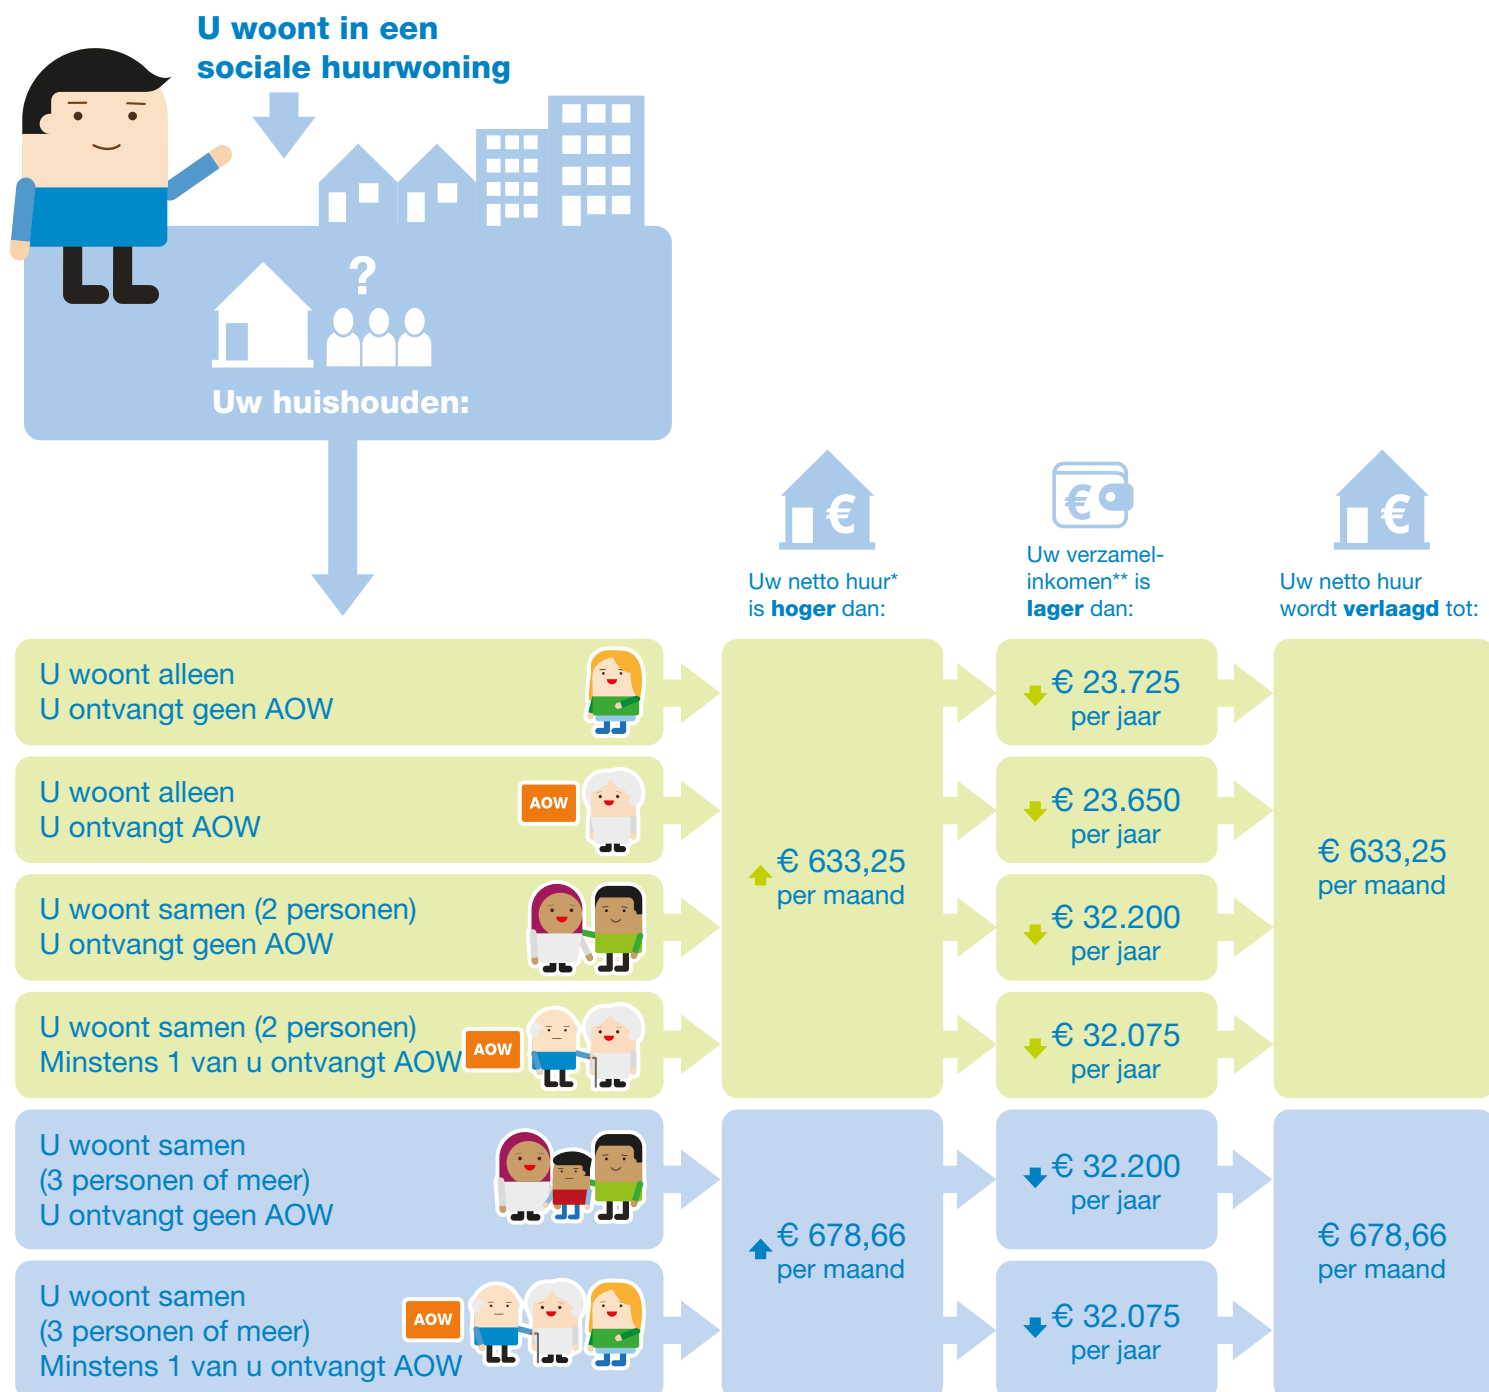 U woont in een
sociale huurwoning
?
Uw huishouden:
€
Uw netto huur*
is hoger dan:
€
Uw verzamel-
inkomen** is
lager dan:
€
Uw netto huur
wordt verlaagd tot:
U woont alleen
U ontvangt geen AOW
€ 23.725
per jaar
U woont alleen
U ontvangt AOW
AOW
€ 23.650
per jaar
€ 633,25
per maand
€ 633,25
per maand
U woont samen (2 personen)
U ontvangt geen AOW
€ 32.200
per jaar
U woont samen (2 personen)
Minstens 1 van u ontvangt AOW
AOW
€ 32.075
per jaar
U woont samen
(3 personen of meer)
U ontvangt geen AOW
€ 32.200
per jaar
€ 678,66
per maand
€ 678,66
per maand
U woont samen
(3 personen of meer)
Minstens 1 van u ontvangt AOW
AOW
€ 32.075
per jaar